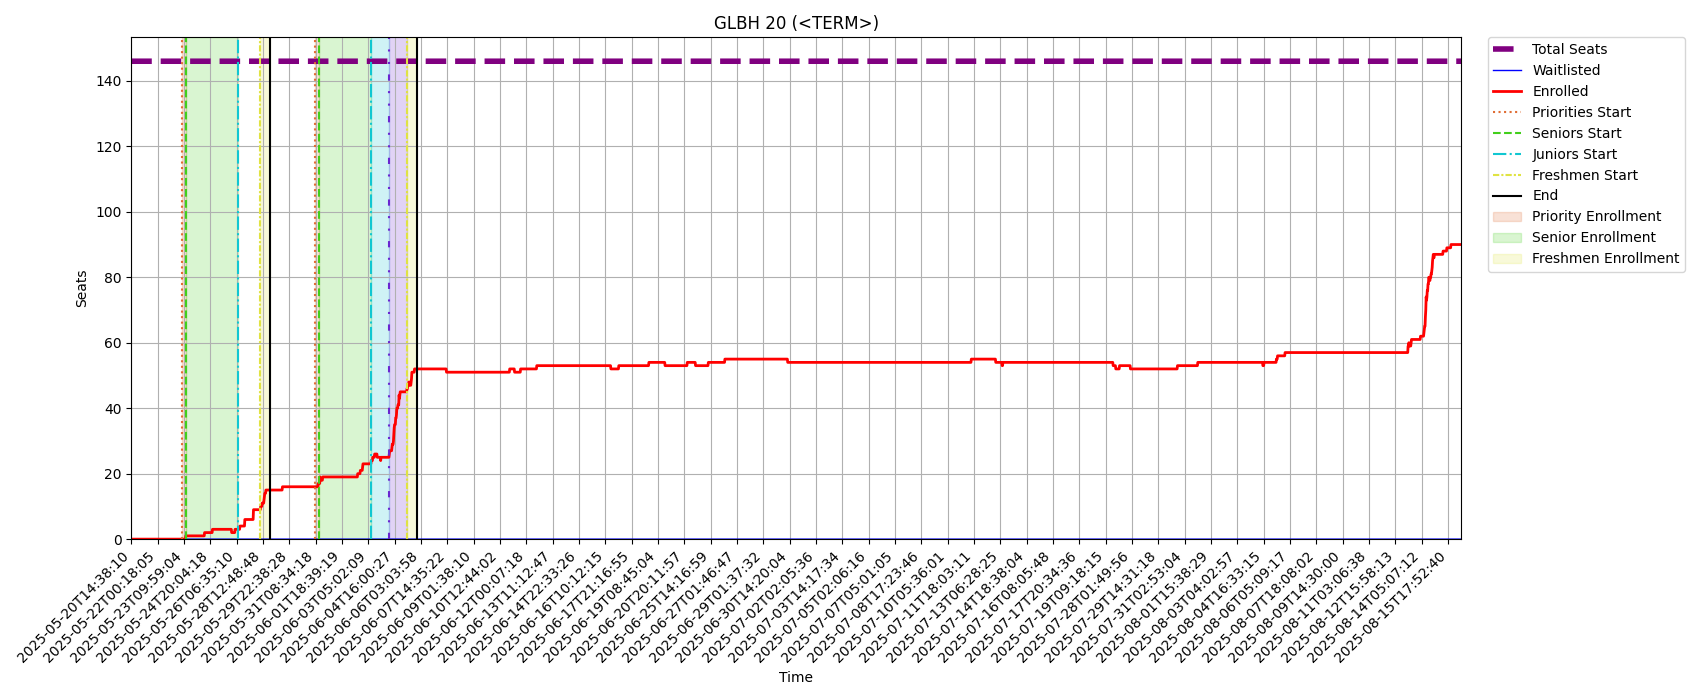 GLBH 20 (<TERM>)
Seats
140
120
100
80
60
40
20
0
2025-05-20T14:38:10
2025-05-22T00:18:05
2025-05-23T09:59:04
2025-05-24T20:04:18
2025-05-26T06:35:16
2025-05-28T12:48:48
2025-05-29T22:38:28
2025-05-31T08:34:18
2025-06-01T18:39:19
2025-06-03T05:02:09
2025-06-04T16:00:27
2025-06-06T03:03:58
2025-06-07T14:35:22
2025-06-09T01:38:10
2025-06-10T12:44:02
2025-06-12T00:07:18
2025-06-13T11:12:47
2025-06-14T22:33:26
2025-06-16T10:12:15
2025-06-17T21:16:55
2025-06-19T08:45:04
2025-06-20T20:11:57
2025-06-25T14:16:59
2025-06-27T01:46:47
2025-06-29T01:37:32
2025-06-30T14:20:04
2025-07-02T02:05:36
2025-07-03T14:17:34
2025-07-05T02:06:16
2025-07-07T05:01:05
2025-07-08T17:23:46
2025-07-10T05:36:01
2025-07-11T18:03:11
2025-07-13T06:28:25
2025-07-14T18:38:04
2025-07-16T08:05:48
2025-07-17T20:34:36
2025-07-19T09:18:15
2025-07-28T01:49:56
2025-07-29T14:31:18
2025-07-31T02:53:04
2025-08-01T15:38:29
2025-08-03T04:02:57
2025-08-04T16:33:15
2025-08-06T05:09:17
2025-08-07T18:08:02
2025-08-09T14:30:00
2025-08-11T03:06:38
2025-08-12T15:58:13
2025-08-14T05:07:12
2025-08-15T17:52:40
Time
Total Seats
Waitlisted
Enrolled
Priorities Start
Seniors Start
Juniors Start
Freshmen Start
End
Priority Enrollment
Senior Enrollment
Freshmen Enrollment